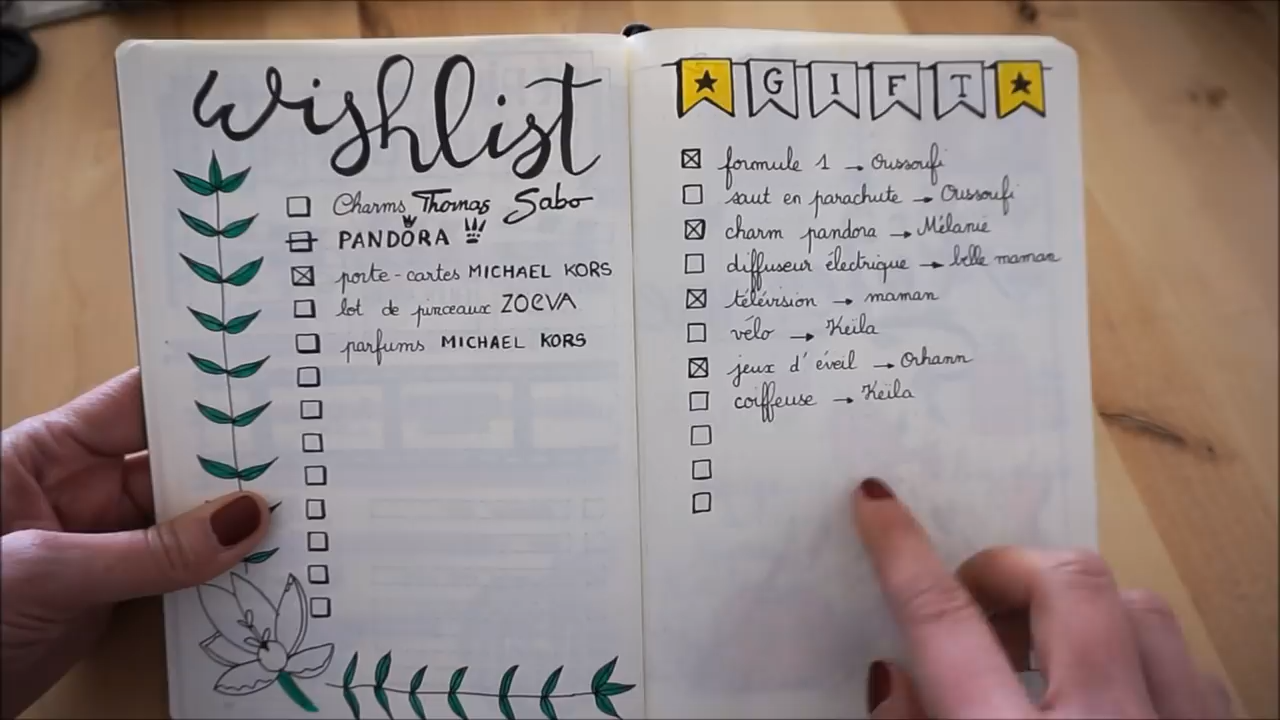 wishlist
Charms Thomas Sabo
PANDORA
porte-cartes MICHAEL KORS
lot de pinceaux ZOEVA
parfums MICHAEL KORS
GIFT
formule 1 → Oussoufi
saut en parachute → Oussoufi
charm pandora → Mélanie
diffuseur électrique → belle maman
télévision → maman
vélo → Keïla
jeux d'éveil → Orhann
coiffeuse → Keïla